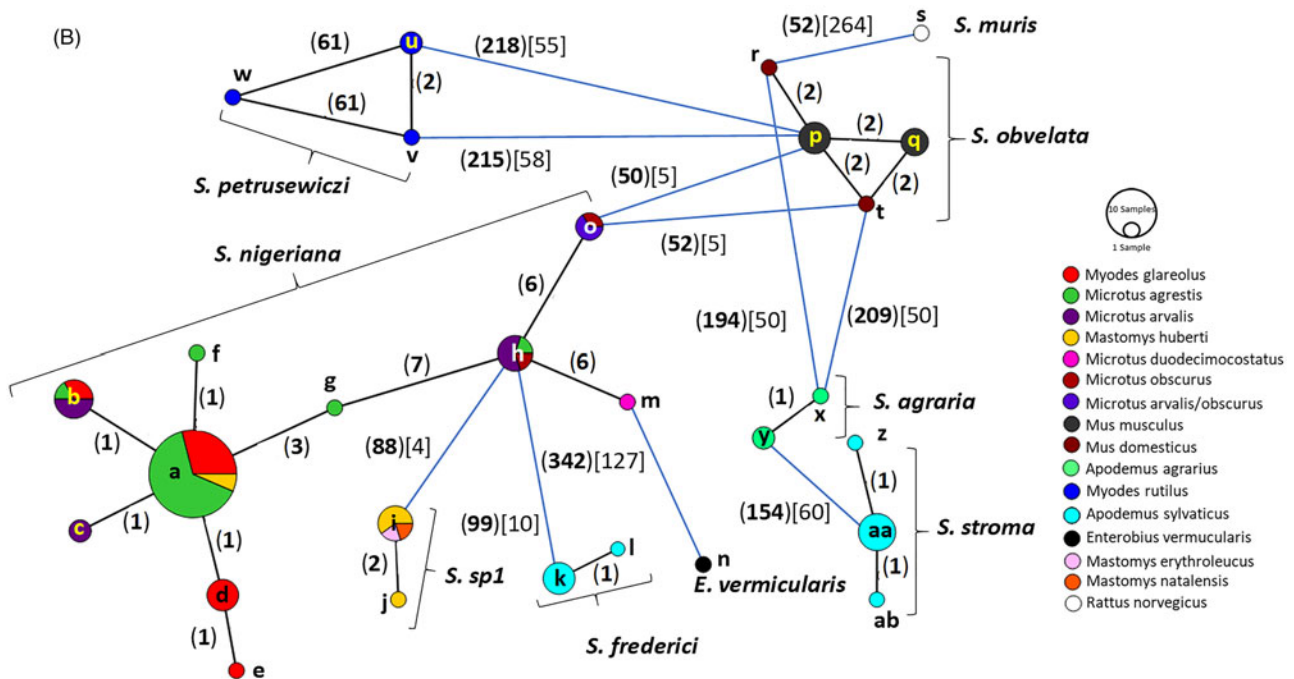 (B)
s
(52)[264]
S. muris
u
(61)
(218)[55]
r
w
(2)
(2)
(61)
p
(2)
q
S. obvelata
v
(2)
(2)
(215)[58]
S. petrusewiczi
(50)[5]
t
o
(52)[5]
S. nigeriana
(6)
(194)[50]
(209)[50]
f
h
(7)
(6)
g
m
b
(1)
(1)
(3)
(88)[4]
(1)
x
S. agraria
y
z
a
(342)[127]
(1)
c
(1)
(1)
(154)[60]
aa
S. stroma
i
(99)[10]
l
(2)
S. sp1
k
(1)
n
E. vermicularis
(1)
d
j
ab
(1)
S. frederici
e
10 Samples
1 Sample
Myodes glareolus
Microtus agrestis
Microtus arvalis
Mastomys huberti
Microtus duodecimocostatus
Microtus obscurus
Microtus arvalis/obscurus
Mus musculus
Mus domesticus
Apodemus agrarius
Myodes rutilus
Apodemus sylvaticus
Enterobius vermucularis
Mastomys erythroleucus
Mastomys natalensis
Rattus norvegicus